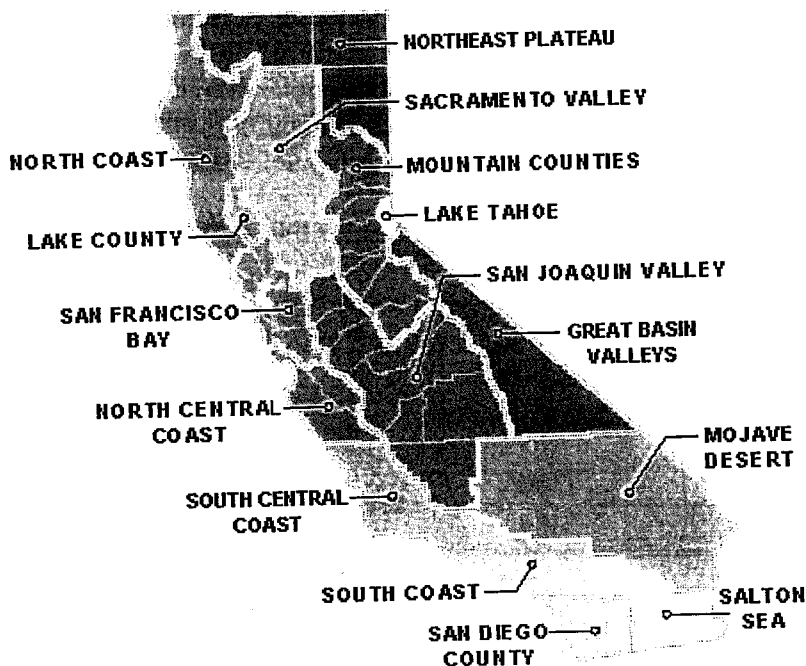 NORTHEAST PLATEAU
SACRAMENTO VALLEY
NORTH COAST
MOUNTAIN COUNTIES
LAKE TAHOE
LAKE COUNTY
SAN JOAQUIN VALLEY
SAN FRANCISCO
BAY
GREAT BASIN
VALLEYS
NORTH CENTRAL
COAST
MOJAVE
DESERT
SOUTH CENTRAL
COAST
SOUTH COAST
SALTON
SEA
SAN DIEGO
COUNTY